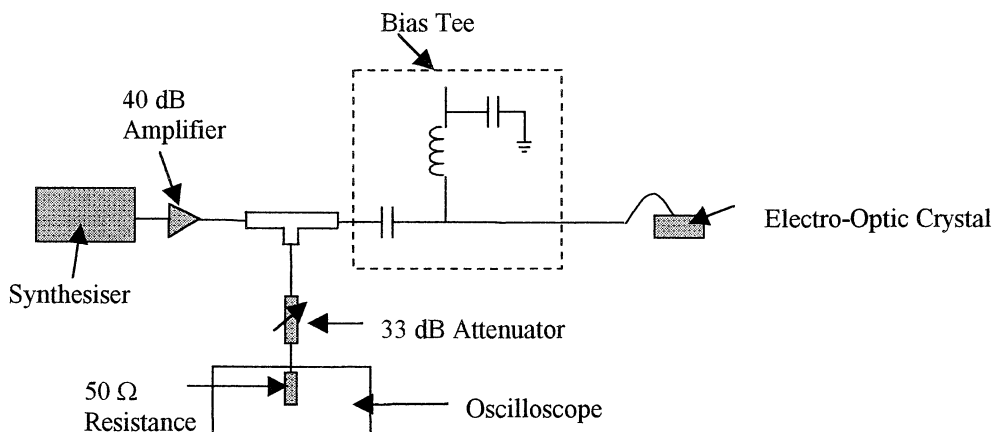 Bias Tee
40 dB
Amplifier
Electro-Optic Crystal
Synthesiser
33 dB Attenuator
50 Ω
Resistance
Oscilloscope